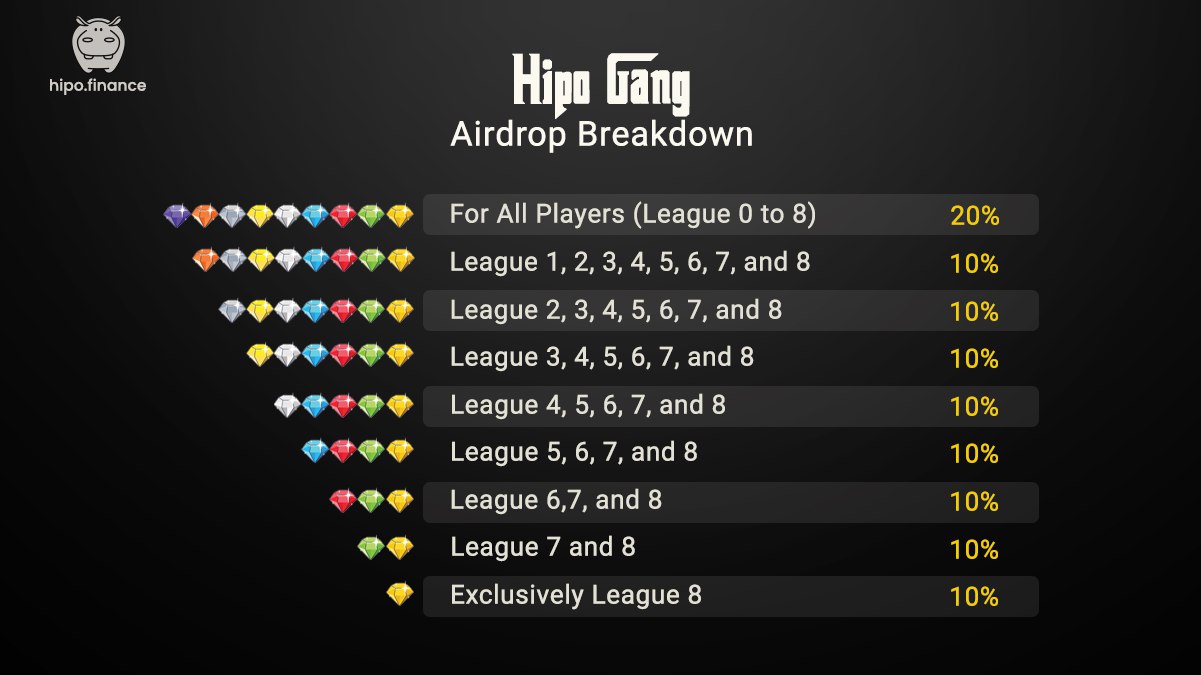 hipo.finance
Hipo Gang
Airdrop Breakdown
For All Players (League 0 to 8) 20%
League 1, 2, 3, 4, 5, 6, 7, and 8 10%
League 2, 3, 4, 5, 6, 7, and 8 10%
League 3, 4, 5, 6, 7, and 8 10%
League 4, 5, 6, 7, and 8 10%
League 5, 6, 7, and 8 10%
League 6,7, and 8 10%
League 7 and 8 10%
Exclusively League 8 10%